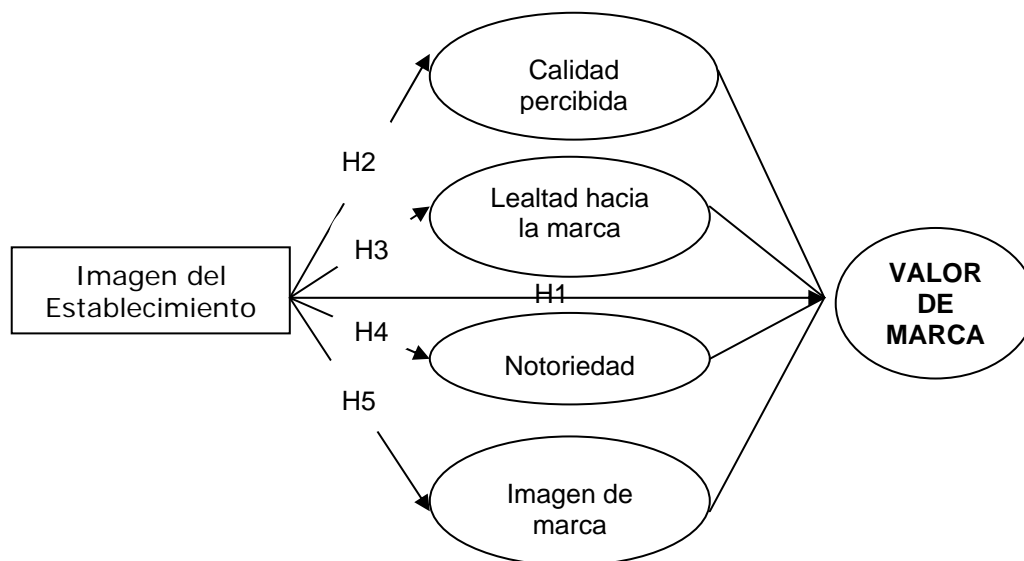 Calidad
percibida
H2
Lealtad hacia
la marca
H3
Imagen del
Establecimiento
H1
VALOR
DE
MARCA
H4
Notoriedad
H5
Imagen de
marca